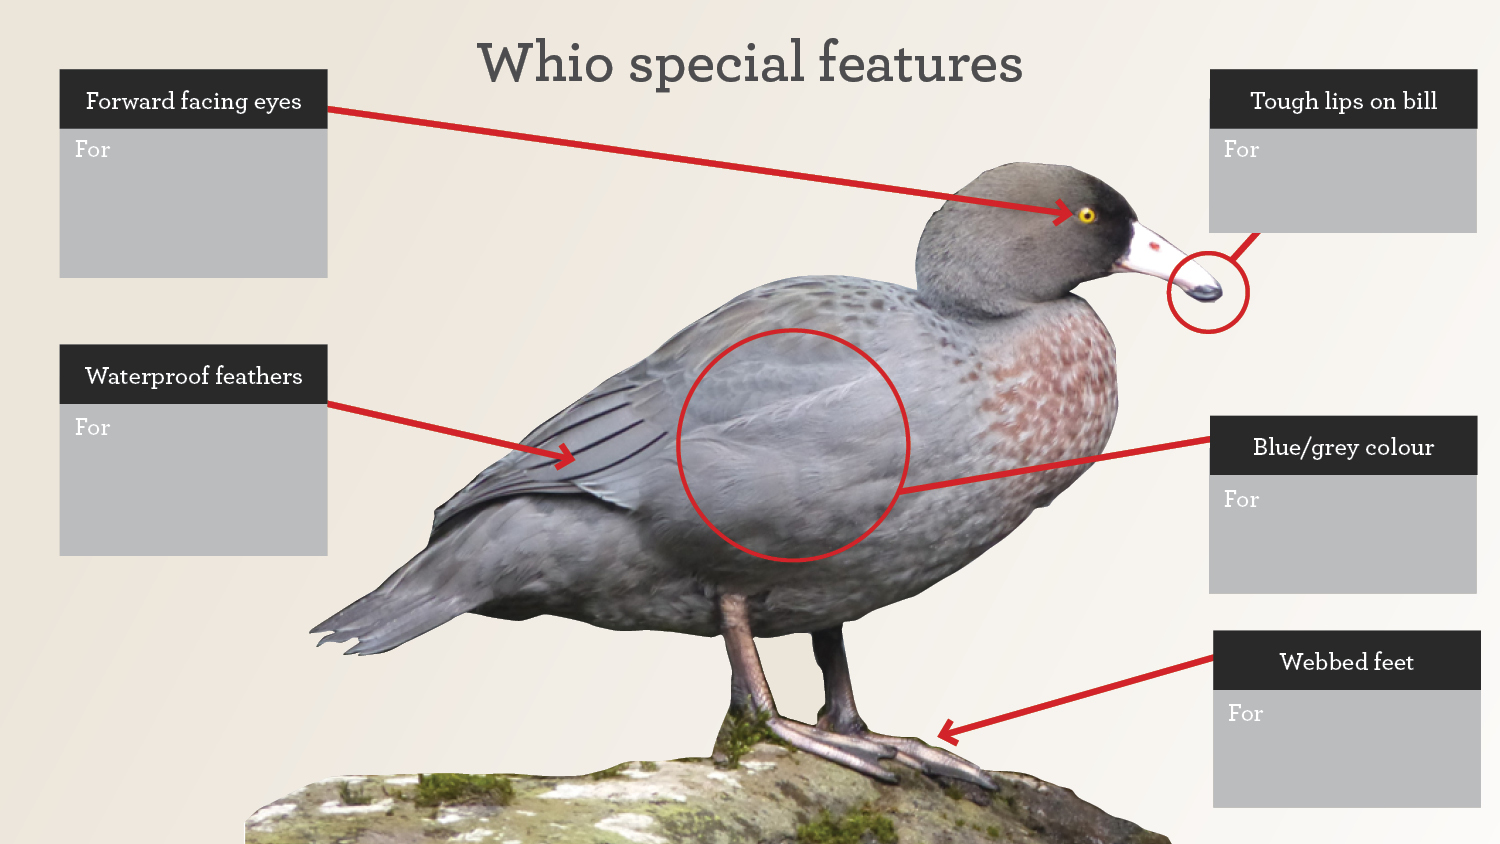 Whio special features
Forward facing eyes
For
Tough lips on bill
For
Waterproof feathers
For
Blue/grey colour
For
Webbed feet
For